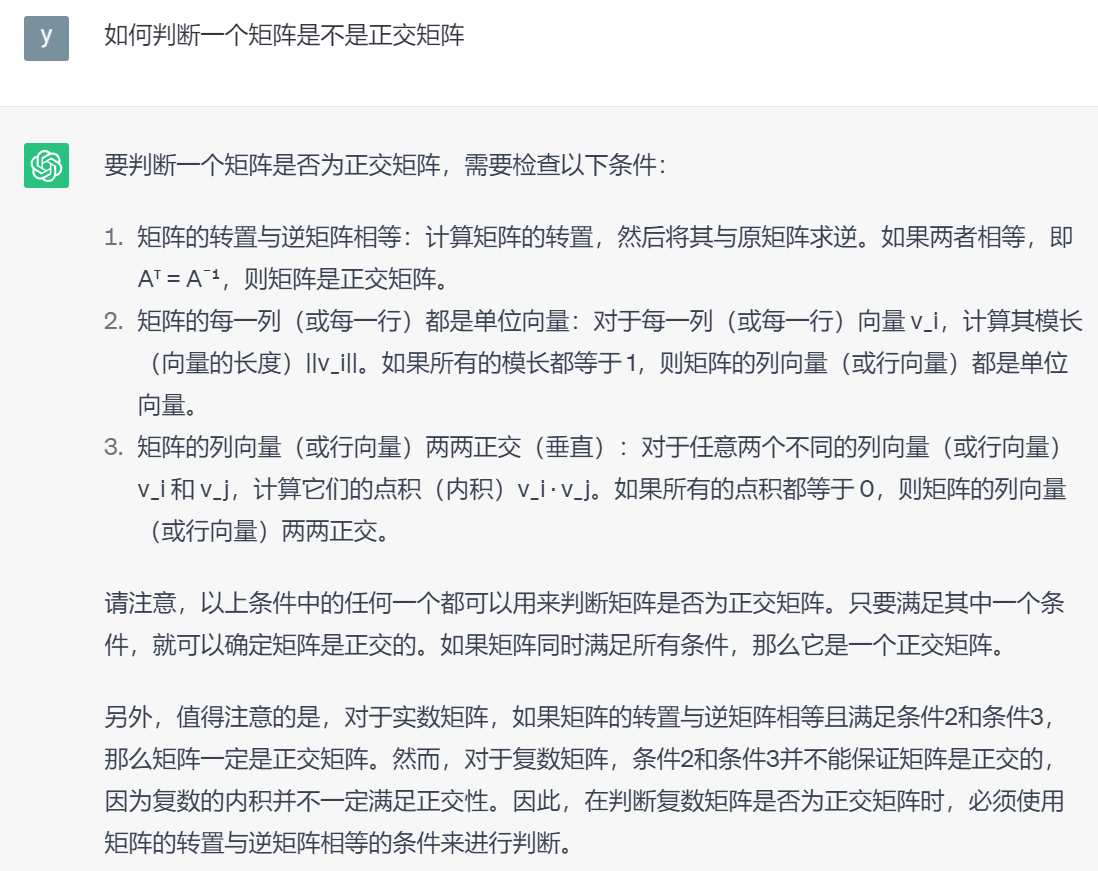 y
如何判断一个矩阵是不是正交矩阵
要判断一个矩阵是否为正交矩阵，需要检查以下条件：
1. 矩阵的转置与逆矩阵相等：计算矩阵的转置，然后将其与原矩阵求逆。如果两者相等，即
Aᵀ = A⁻¹，则矩阵是正交矩阵。
2. 矩阵的每一列（或每一行）都是单位向量：对于每一列（或每一行）向量 v_i，计算其模长
（向量的长度）||v_i||。如果所有的模长都等于 1，则矩阵的列向量（或行向量）都是单位
向量。
3. 矩阵的列向量（或行向量）两两正交（垂直）：对于任意两个不同的列向量（或行向量）
v_i 和 v_j，计算它们的点积（内积）v_i · v_j。如果所有的点积都等于 0，则矩阵的列向量
（或行向量）两两正交。
请注意，以上条件中的任何一个都可以用来判断矩阵是否为正交矩阵。只要满足其中一个条
件，就可以确定矩阵是正交的。如果矩阵同时满足所有条件，那么它是一个正交矩阵。
另外，值得注意的是，对于实数矩阵，如果矩阵的转置与逆矩阵相等且满足条件2和条件3，
那么矩阵一定是正交矩阵。然而，对于复数矩阵，条件2和条件3并不能保证矩阵是正交的，
因为复数的内积并不一定满足正交性。因此，在判断复数矩阵是否为正交矩阵时，必须使用
矩阵的转置与逆矩阵相等的条件来进行判断。